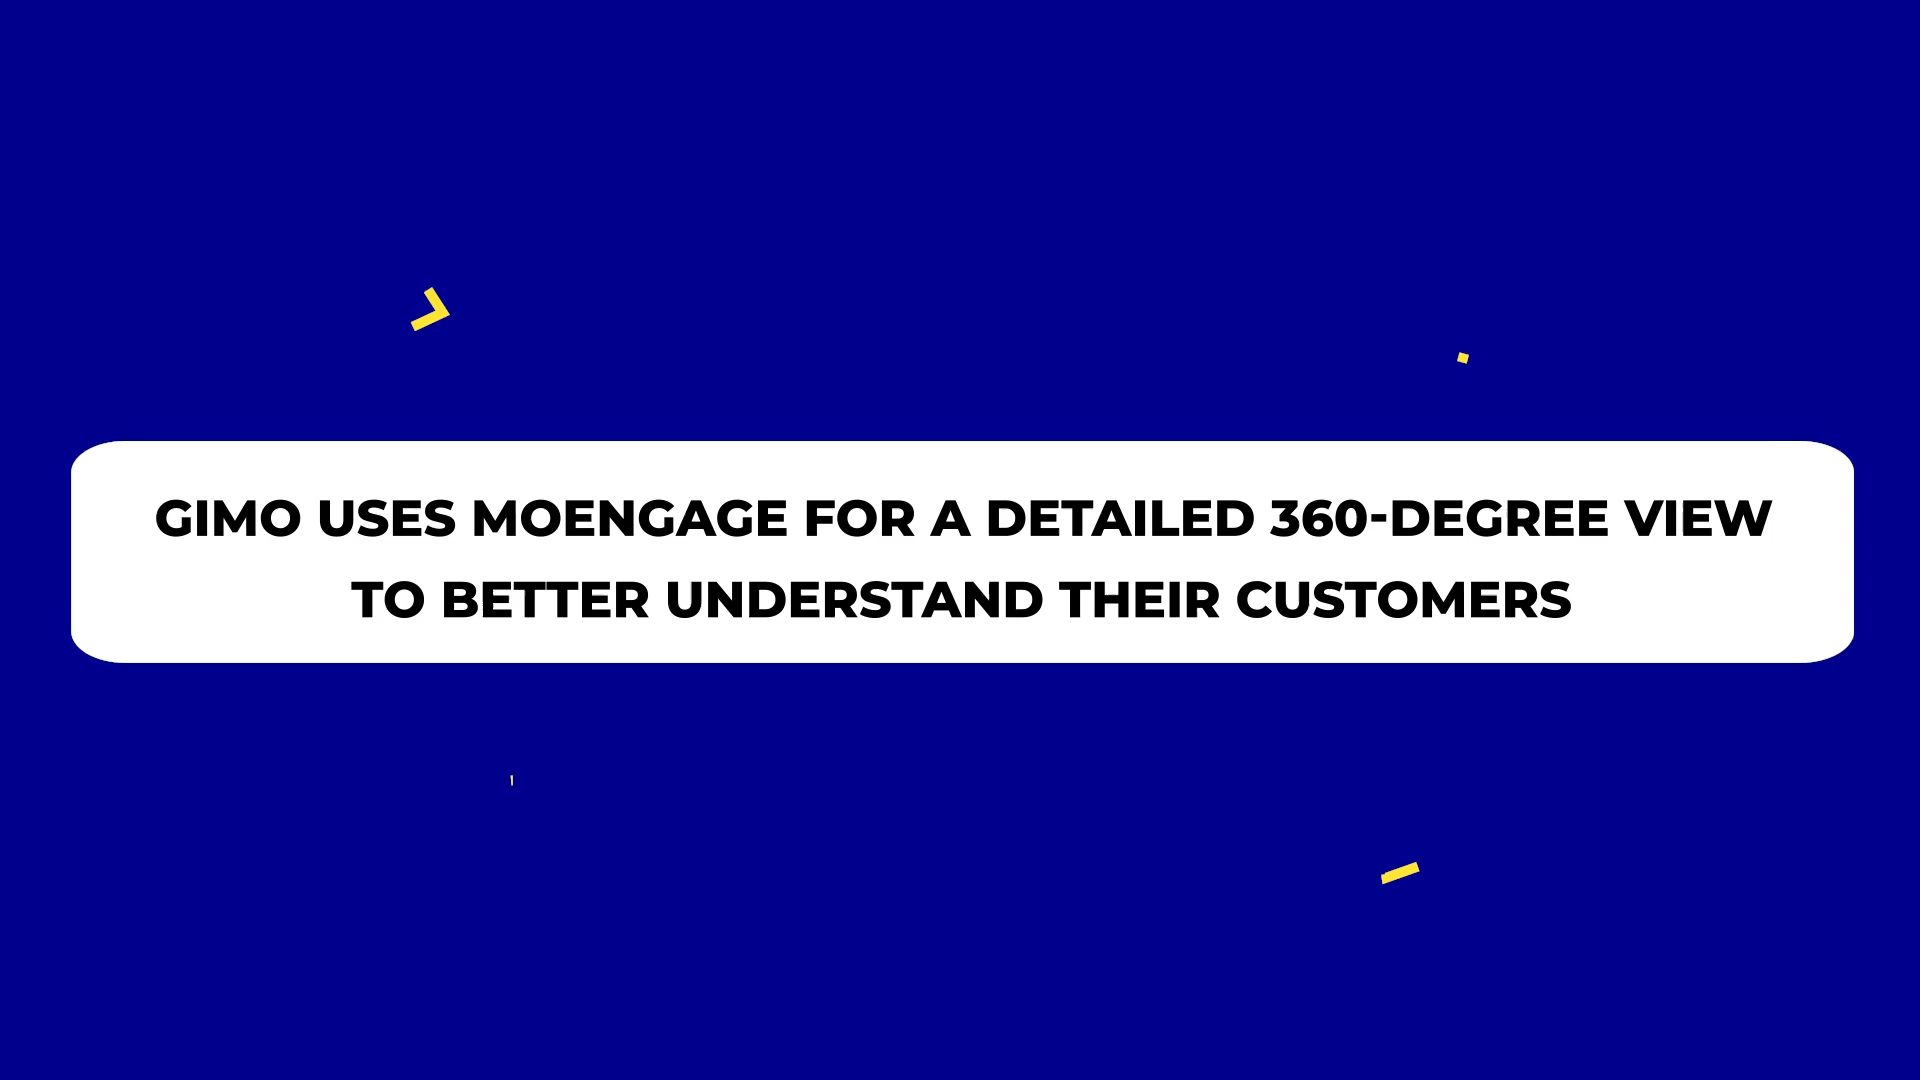 GIMO USES MOENGAGE FOR A DETAILED 360-DEGREE VIEW
TO BETTER UNDERSTAND THEIR CUSTOMERS